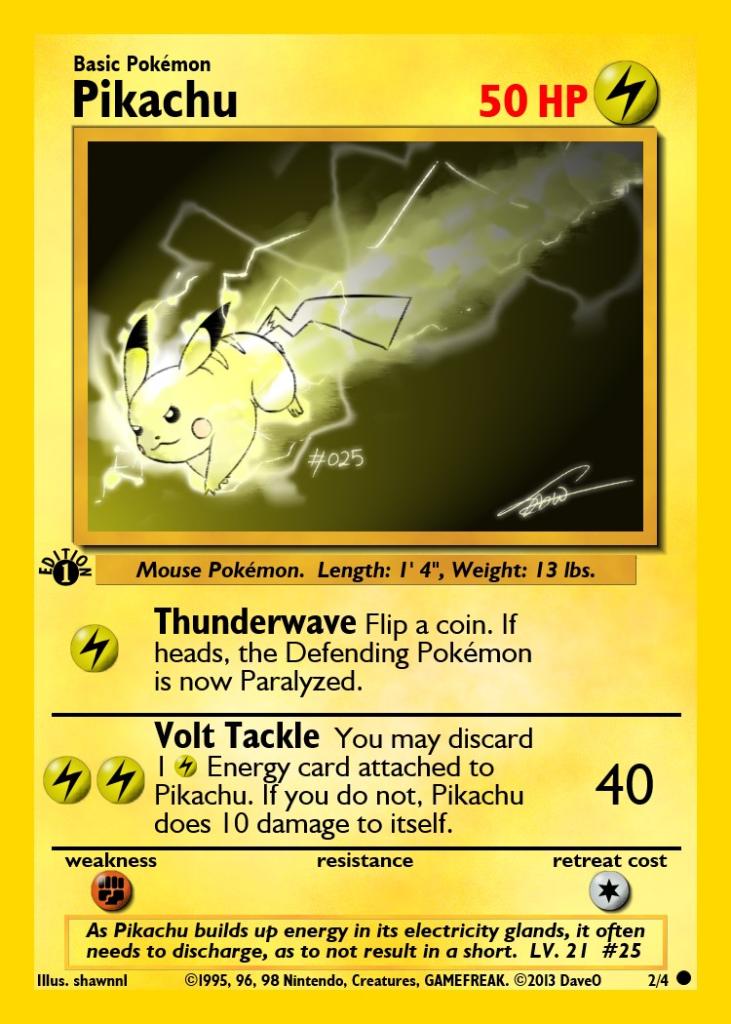 Basic Pokémon
Pikachu
50 HP
#025
EDITION
1
Mouse Pokémon. Length: 1' 4", Weight: 13 lbs.
Thunderwave Flip a coin. If
heads, the Defending Pokémon
is now Paralyzed.
Volt Tackle You may discard
1 Energy card attached to
Pikachu. If you do not, Pikachu
does 10 damage to itself.
40
weakness resistance retreat cost
As Pikachu builds up energy in its electricity glands, it often
needs to discharge, as to not result in a short. LV. 21 #25
Illus. shawnnl ©1995, 96, 98 Nintendo, Creatures, GAMEFREAK. ©2013 DaveO 2/4